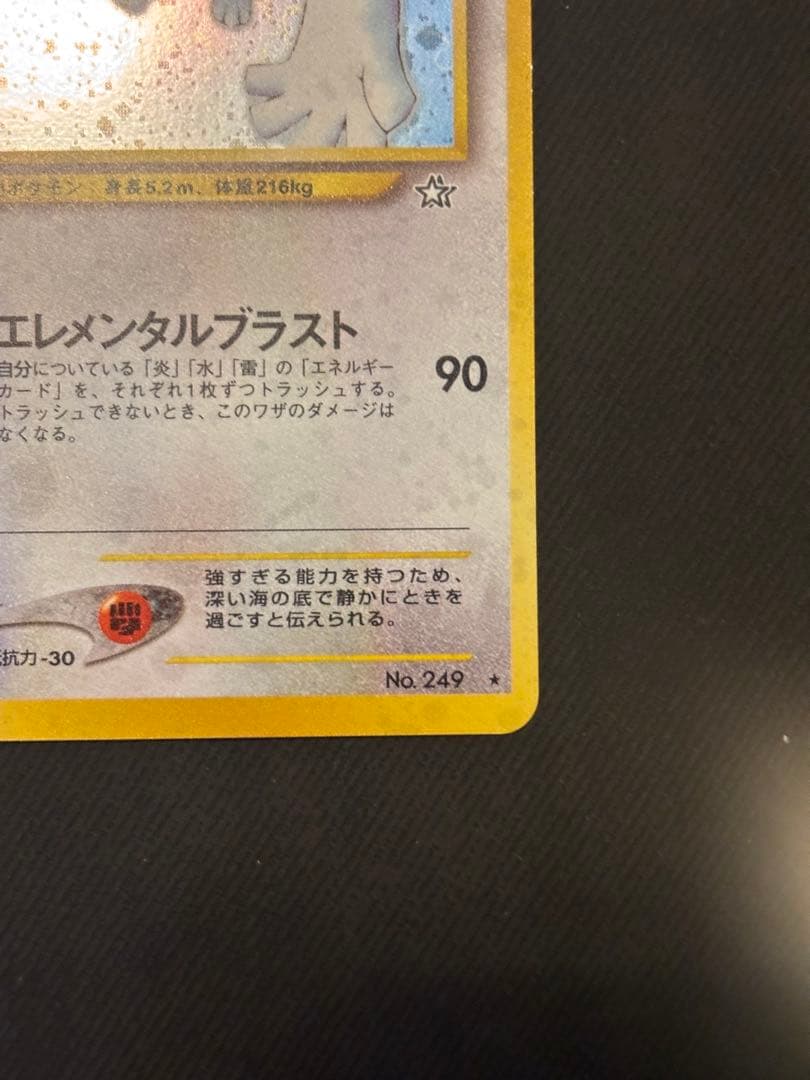 ポケモン 身長5.2m、体重216kg
エレメンタルブラスト
自分についている「炎」「水」「雷」の「エネルギー
カード」を、それぞれ1枚ずつトラッシュする。
トラッシュできないとき、このワザのダメージは
なくなる。
90
強すぎる能力を持つため、
深い海の底で静かにときを
過ごすと伝えられる。
抗力-30
No. 249 ★